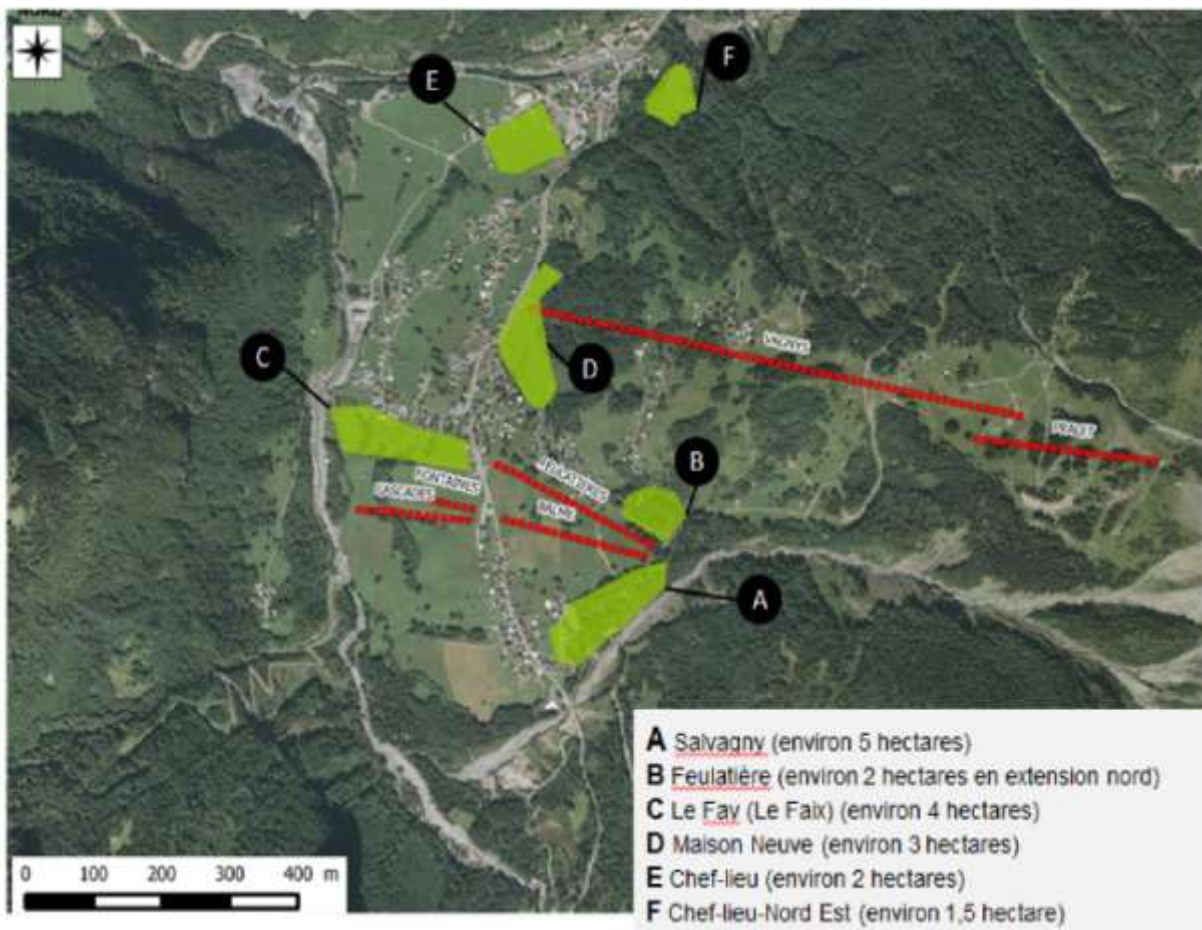 NORD
E
F
C
D
B
A
VAGNYS
PRALET
FEULATIERES
FONTAINES
CASCADES
BALME
A Salvagny (environ 5 hectares)
B Feulatière (environ 2 hectares en extension nord)
C Le Fay (Le Faix) (environ 4 hectares)
D Maison Neuve (environ 3 hectares)
E Chef-lieu (environ 2 hectares)
F Chef-lieu-Nord Est (environ 1,5 hectare)
0 100 200 300 400 m